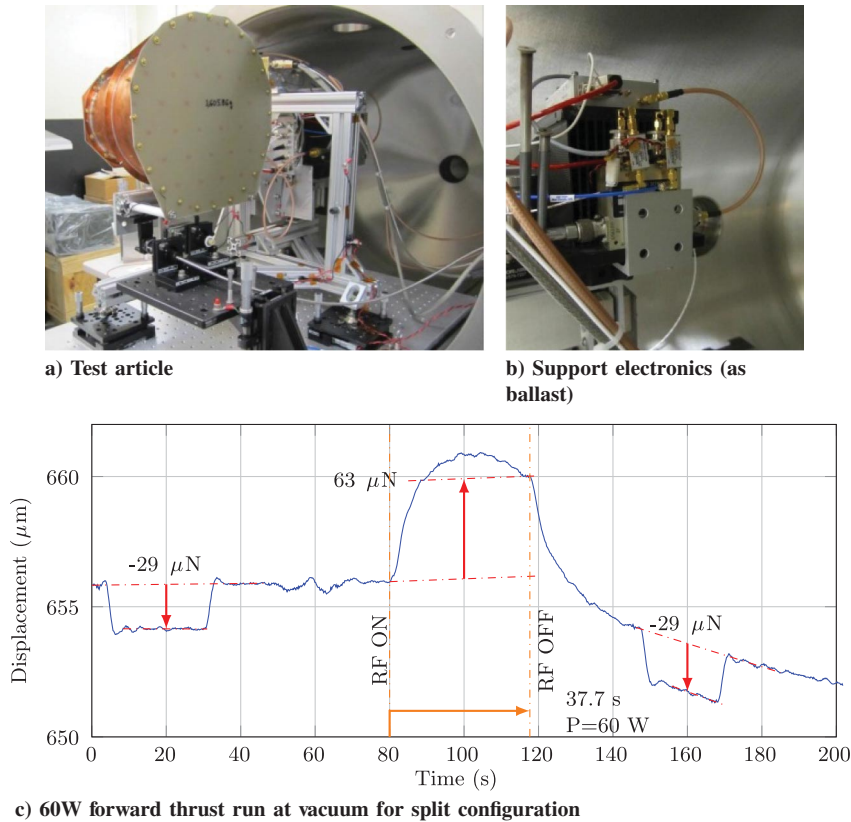 a) Test article
b) Support electronics (as
ballast)
660
655
650
Displacement (μm)
0
20
40
60
80
100
120
140
160
180
200
Time (s)
-29 μN
63 μN
-29 μN
RF ON
RF OFF
37.7 s
P=60 W
c) 60W forward thrust run at vacuum for split configuration